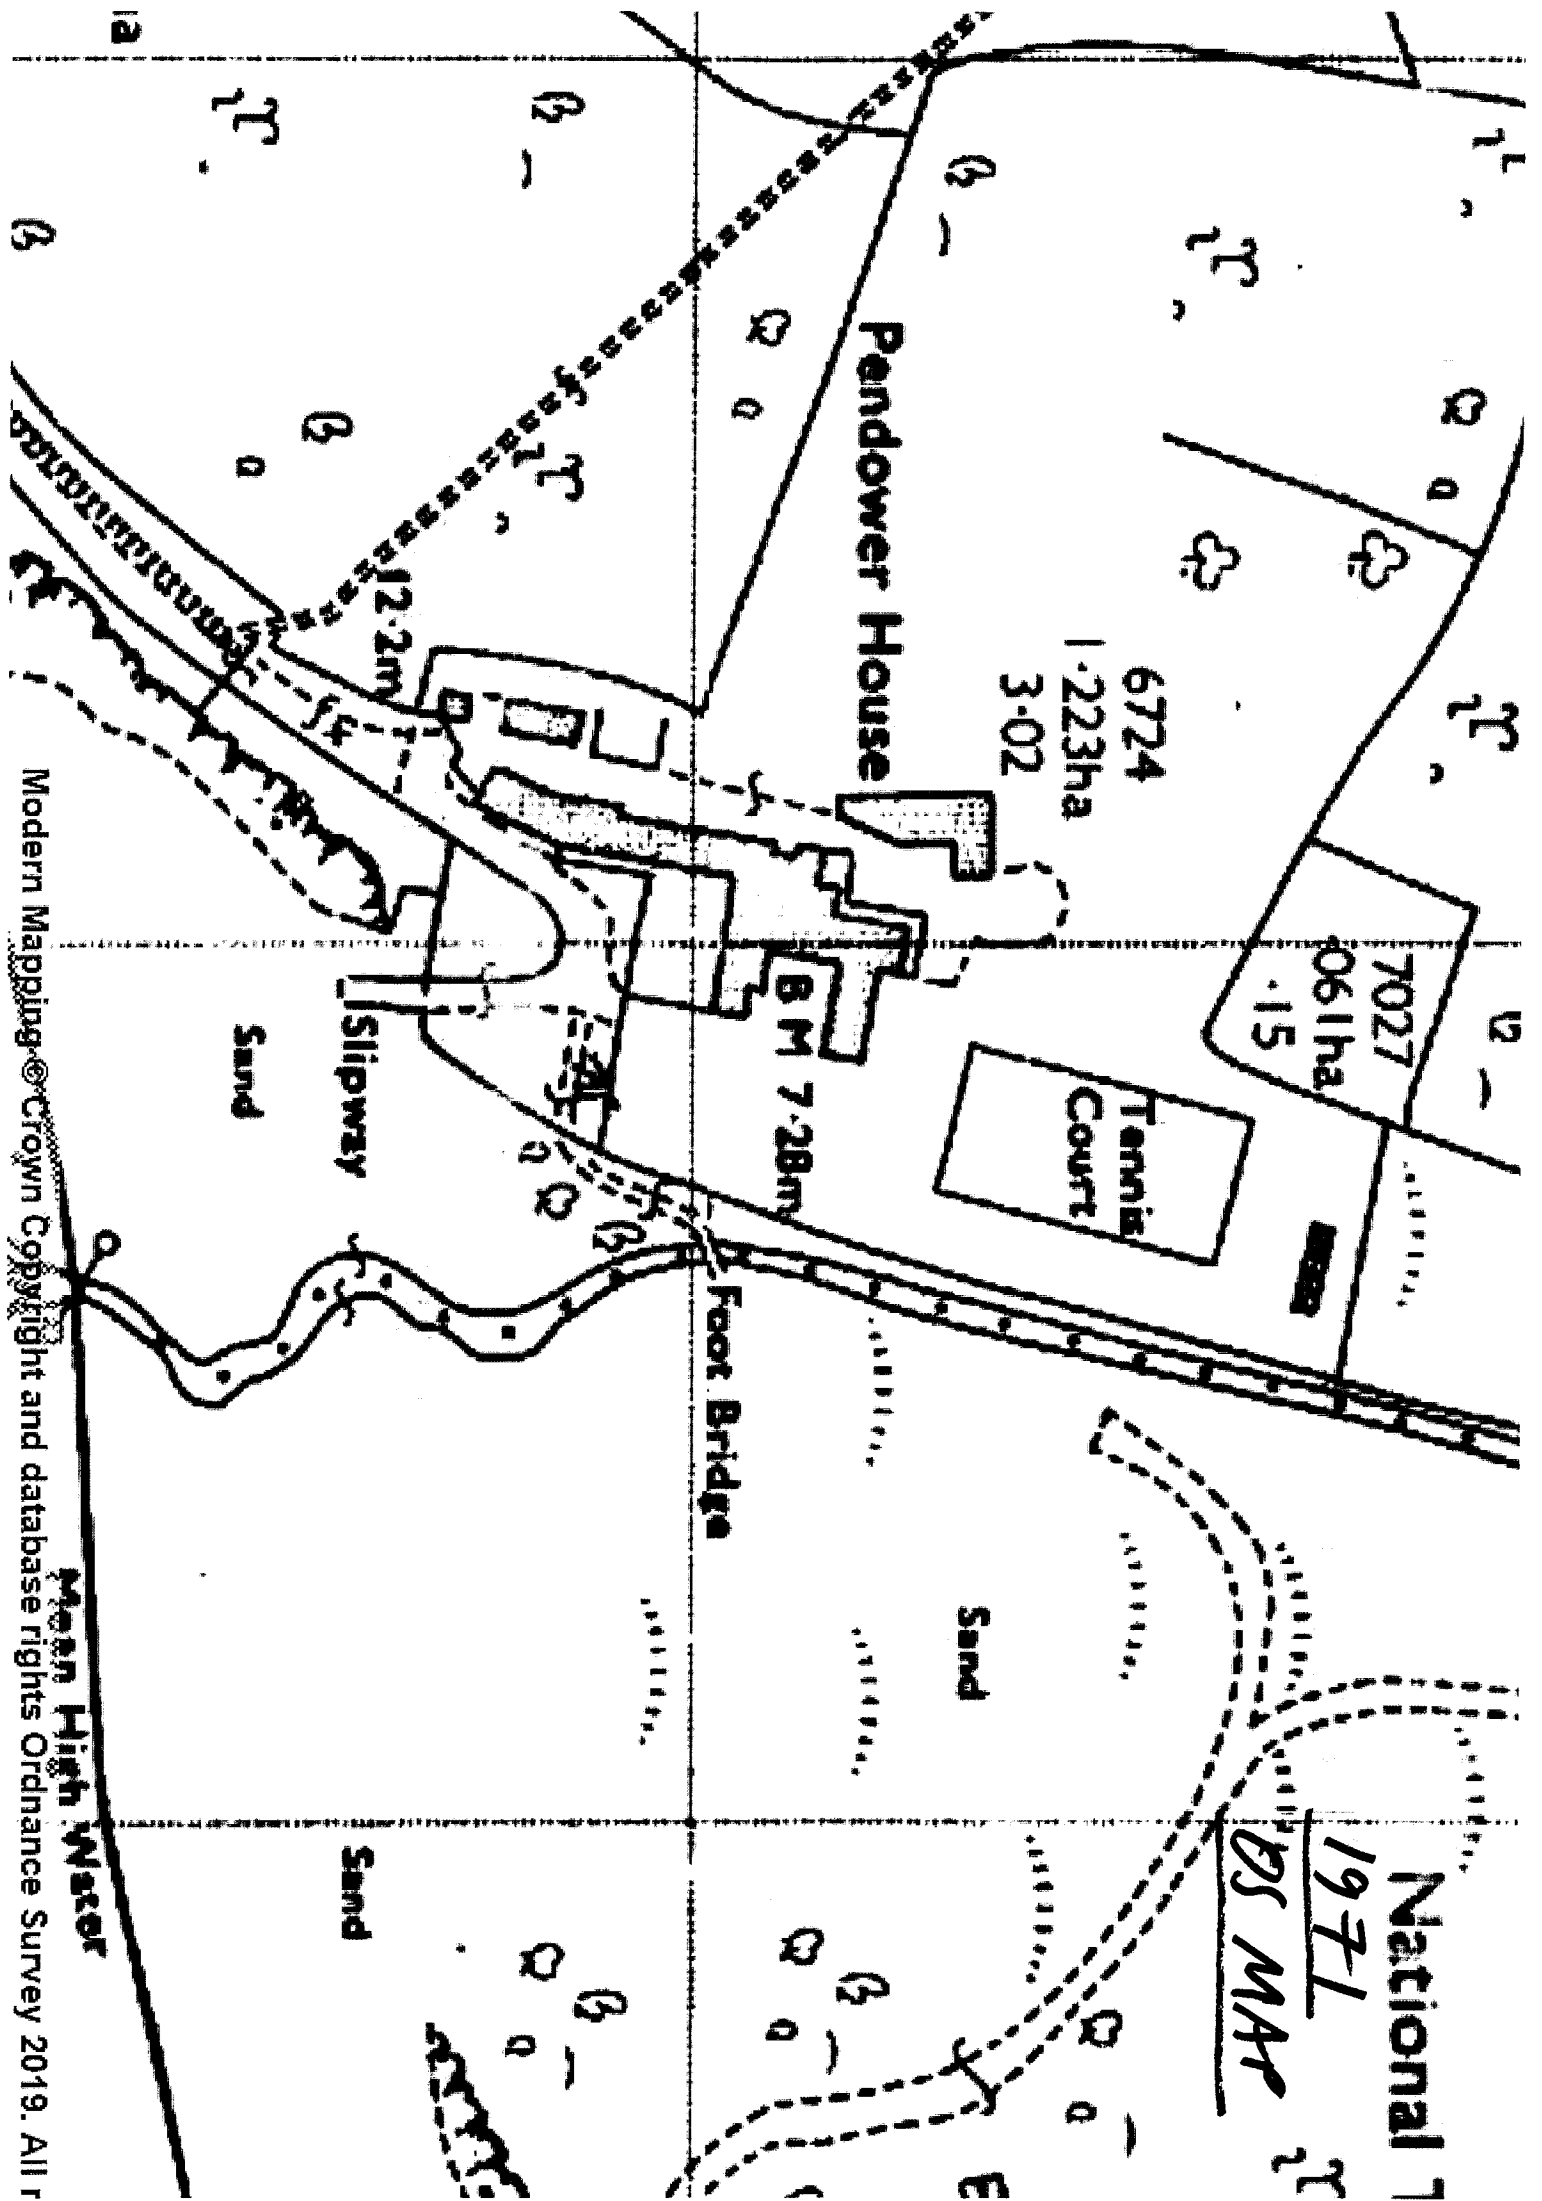 National
1971
OS MAP
6724
1·223ha
3·02
7027
·061ha
·15
Pendower House
Tennis
Court
B M 7·28m
12·2m
Foot Bridge
Slipway
Sand
Sand
Sand
Mean High Water
Modern Mapping © Crown Copyright and database rights Ordnance Survey 2019. All r